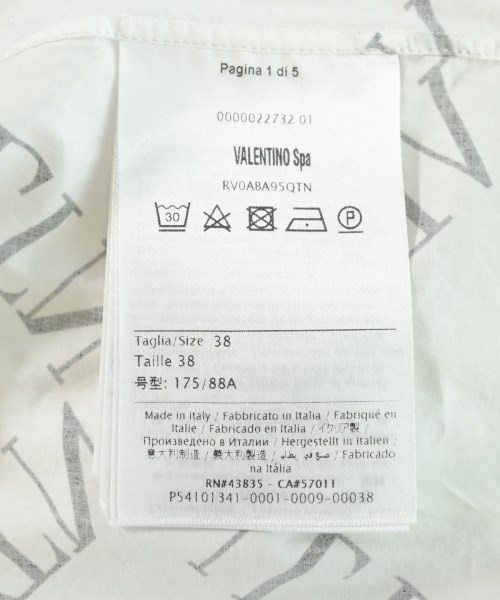 Pagina 1 di 5
0000022732 01
VALENTINO Spa
RV0ABA95QTN
30
P
Taglia/Size 38
Taille 38
号型: 175/88A
Made in Italy / Fabbricato in Italia / Fabriqué en
Italie / Fabricado en Italia / イタリア製 /
Произведено в Италии / Hergestellt in Italien /
意大利制造 / 義大利製造 / صنع في إيطاليا / Fabricado
na Itália
RN#43835 - CA#57011
P54101341-0001-0009-00038